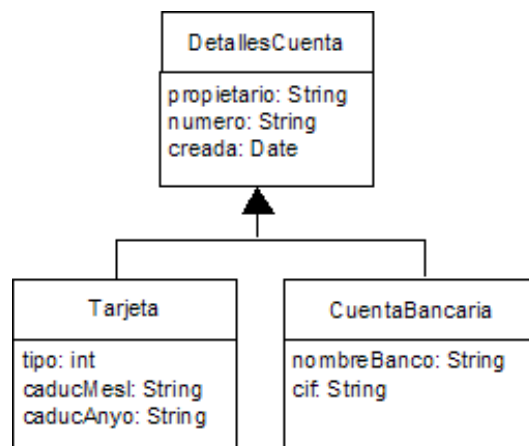 DetallesCuenta
propietario: String
numero: String
creada: Date
Tarjeta
tipo: int
caducMesl: String
caducAnyo: String
CuentaBancaria
nombreBanco: String
cif: String